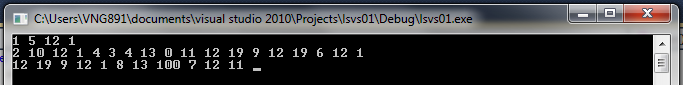 C:\Users\VNG891\documents\visual studio 2010\Projects\lsvs01\Debug\lsvs01.exe
1 5 12 1
2 10 12 1 4 3 4 13 0 11 12 19 9 12 19 6 12 1
12 19 9 12 1 8 13 100 7 12 11 _